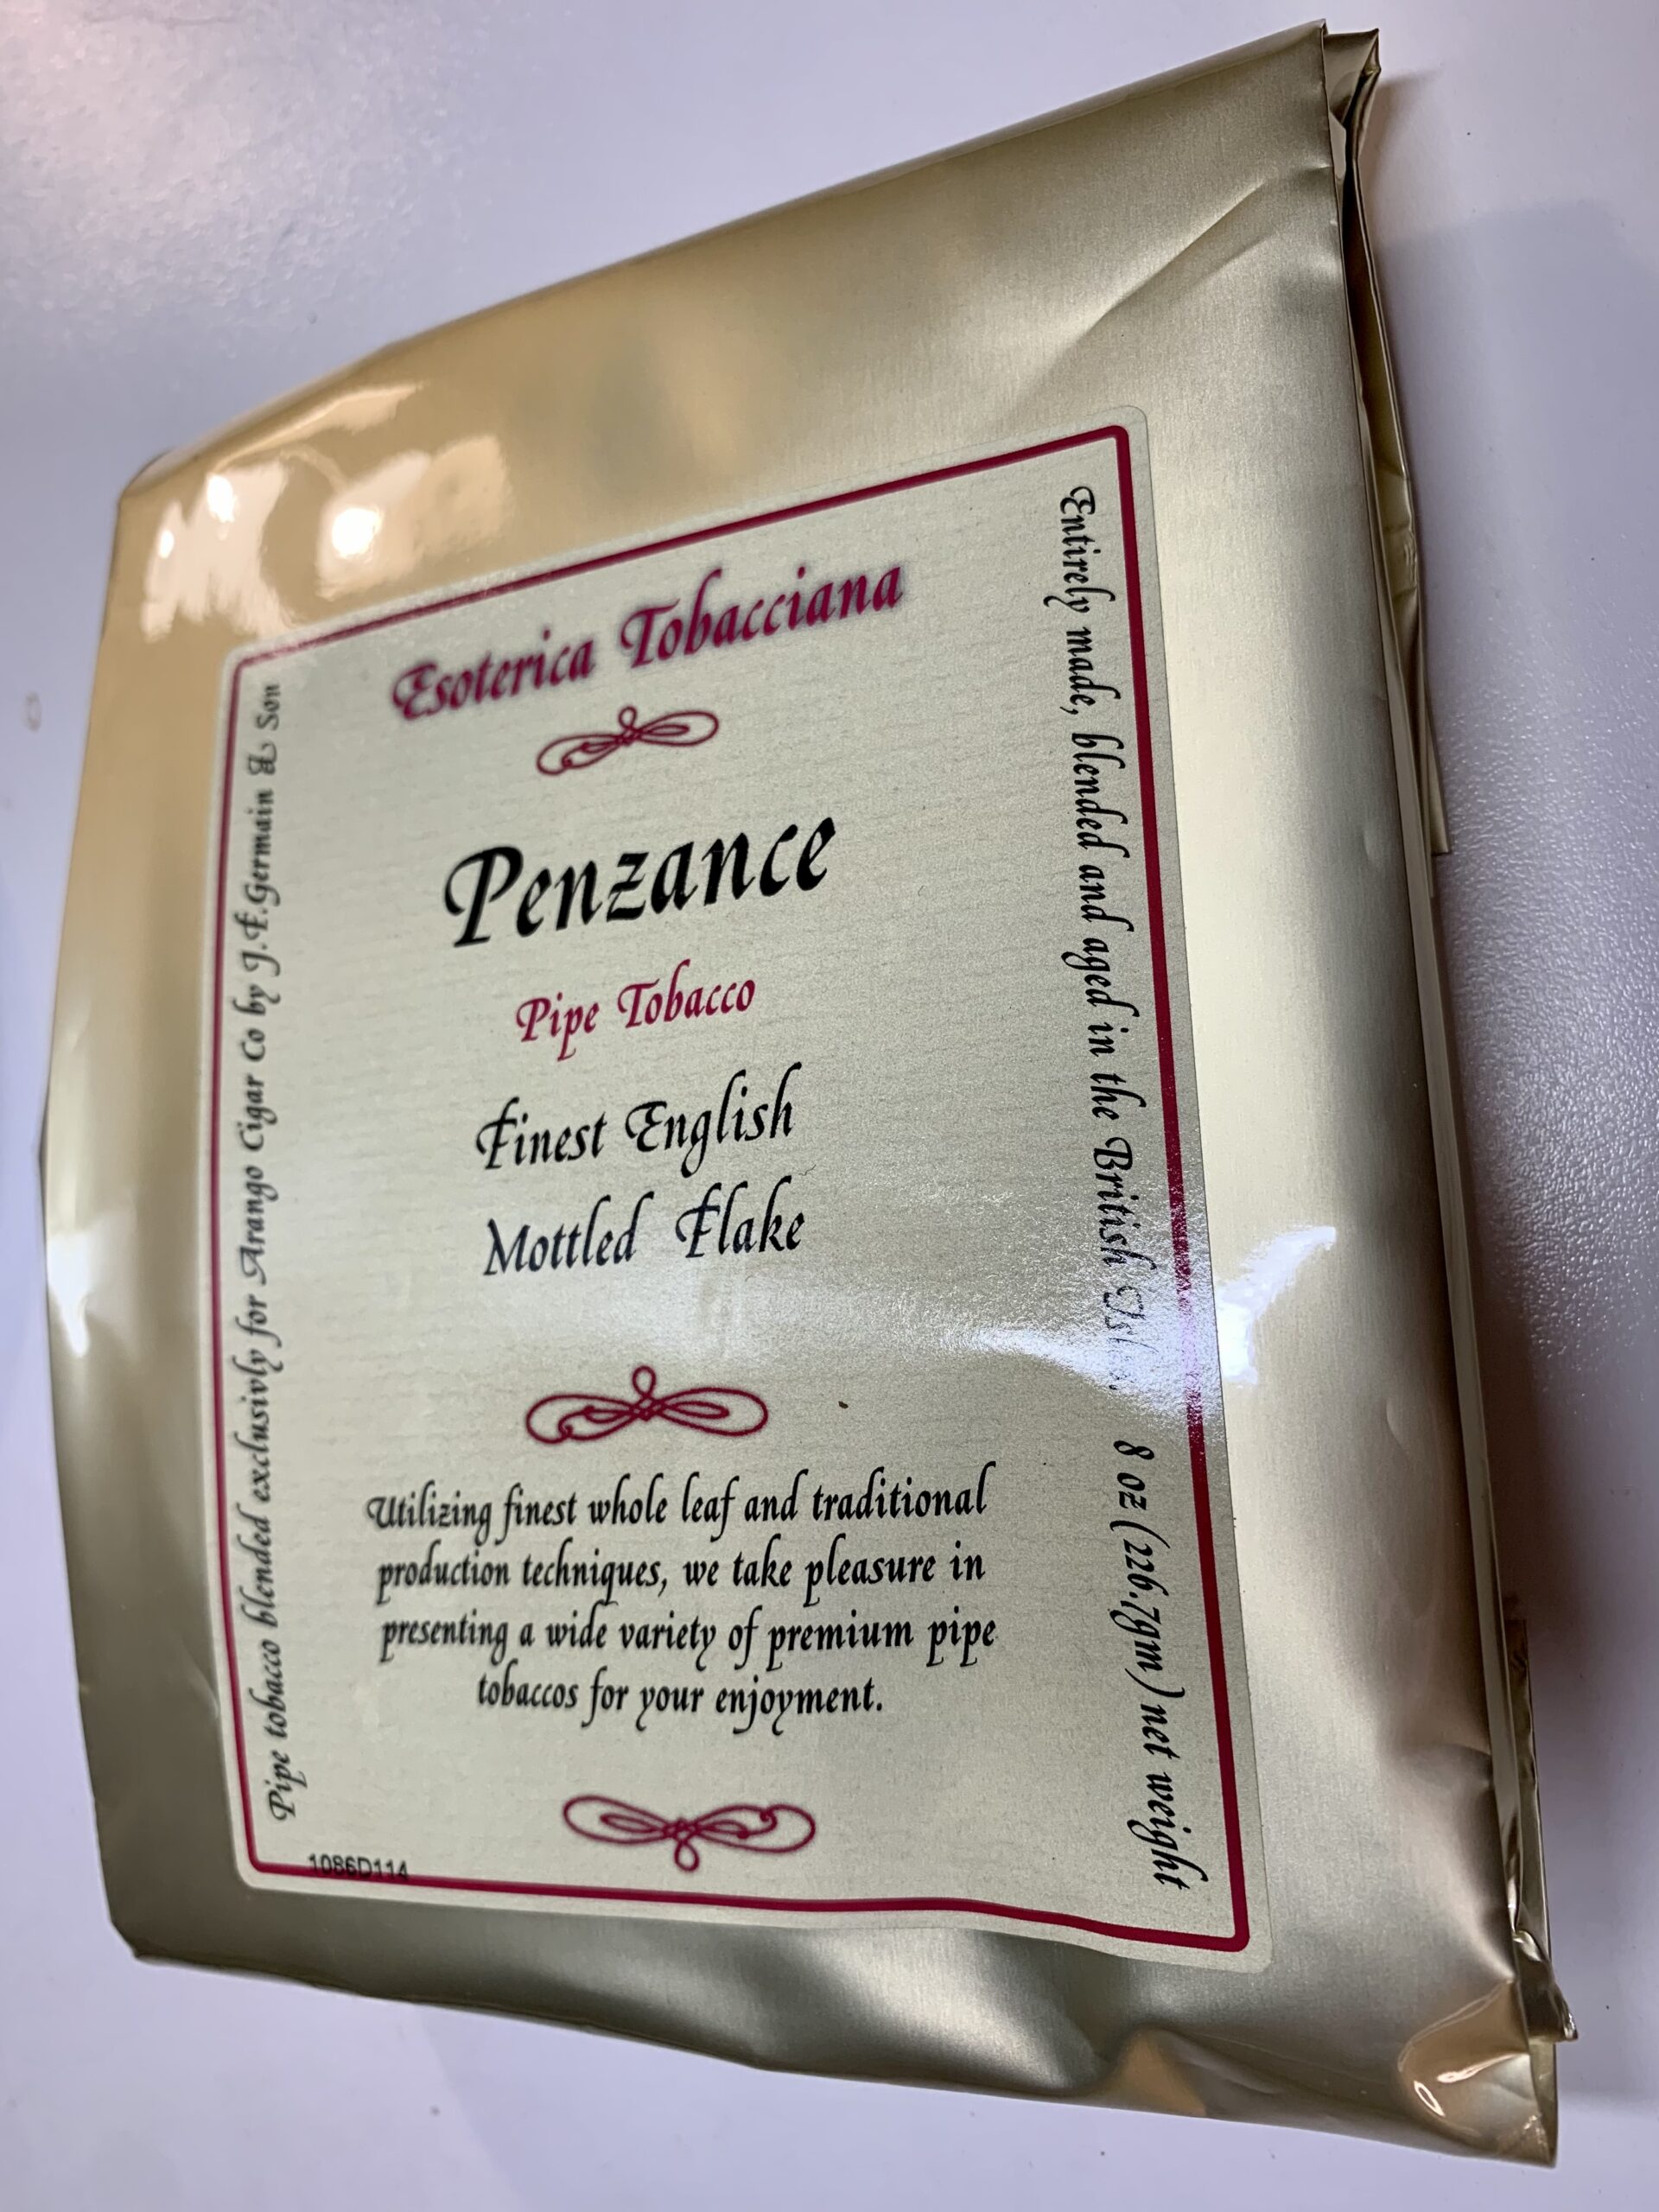 Esoterica Tobacciana
Penzance
Pipe Tobacco
Finest English
Mottled Flake
Utilizing finest whole leaf and traditional
production techniques, we take pleasure in
presenting a wide variety of premium pipe
tobaccos for your enjoyment.
Pipe tobacco blended exclusivly for Arango Cigar Co by J.F.Germain & Son
Entirely made, blended and aged in the British 8 oz (226.7gm) net weight
1086D114